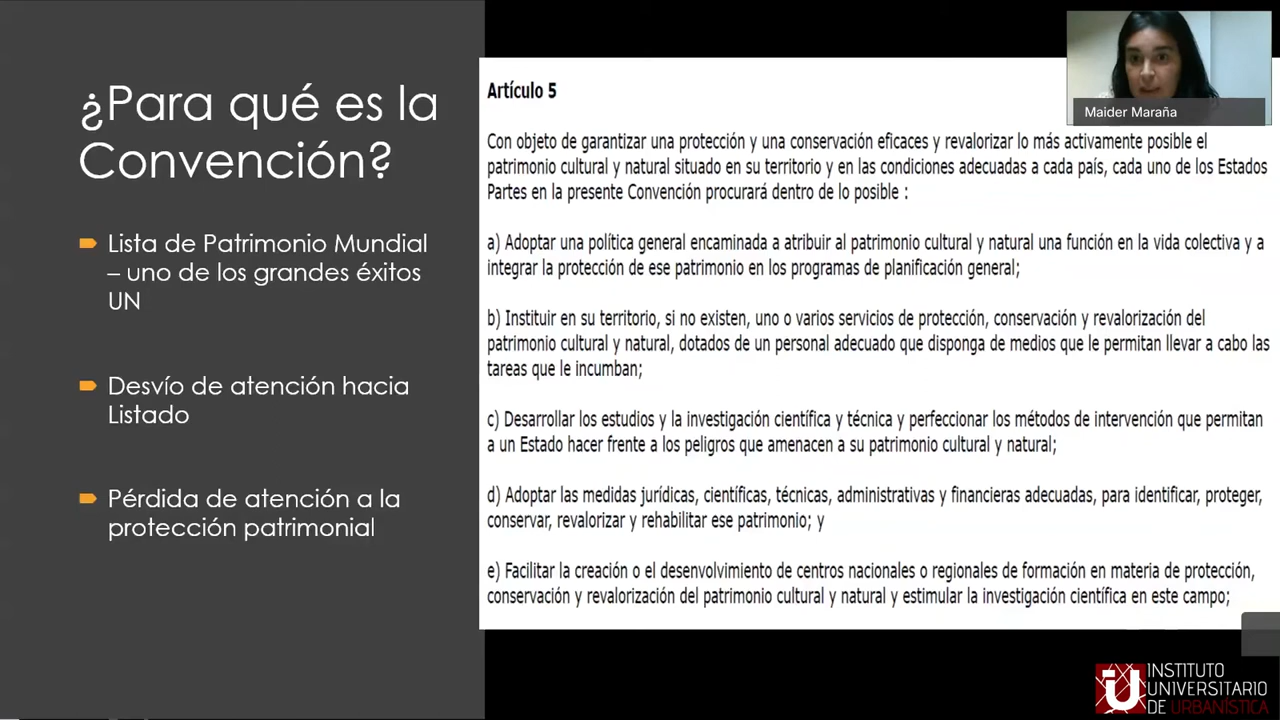 ¿Para qué es la
Convención?
Lista de Patrimonio Mundial
– uno de los grandes éxitos
UN
Desvío de atención hacia
Listado
Pérdida de atención a la
protección patrimonial
Artículo 5
Con objeto de garantizar una protección y una conservación eficaces y revalorizar lo más activamente posible el
patrimonio cultural y natural situado en su territorio y en las condiciones adecuadas a cada país, cada uno de los Estados
Partes en la presente Convención procurará dentro de lo posible :
a) Adoptar una política general encaminada a atribuir al patrimonio cultural y natural una función en la vida colectiva y a
integrar la protección de ese patrimonio en los programas de planificación general;
b) Instituir en su territorio, si no existen, uno o varios servicios de protección, conservación y revalorización del
patrimonio cultural y natural, dotados de un personal adecuado que disponga de medios que le permitan llevar a cabo las
tareas que le incumban;
c) Desarrollar los estudios y la investigación científica y técnica y perfeccionar los métodos de intervención que permitan
a un Estado hacer frente a los peligros que amenacen a su patrimonio cultural y natural;
d) Adoptar las medidas jurídicas, científicas, técnicas, administrativas y financieras adecuadas, para identificar, proteger,
conservar, revalorizar y rehabilitar ese patrimonio; y
e) Facilitar la creación o el desenvolvimiento de centros nacionales o regionales de formación en materia de protección,
conservación y revalorización del patrimonio cultural y natural y estimular la investigación científica en este campo;
Maider Maraña
INSTITUTO
UNIVERSITARIO
DE URBANÍSTICA